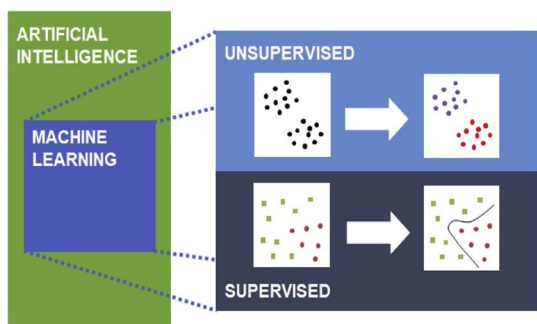 ARTIFICIAL
INTELLIGENCE
MACHINE
LEARNING
UNSUPERVISED
SUPERVISED